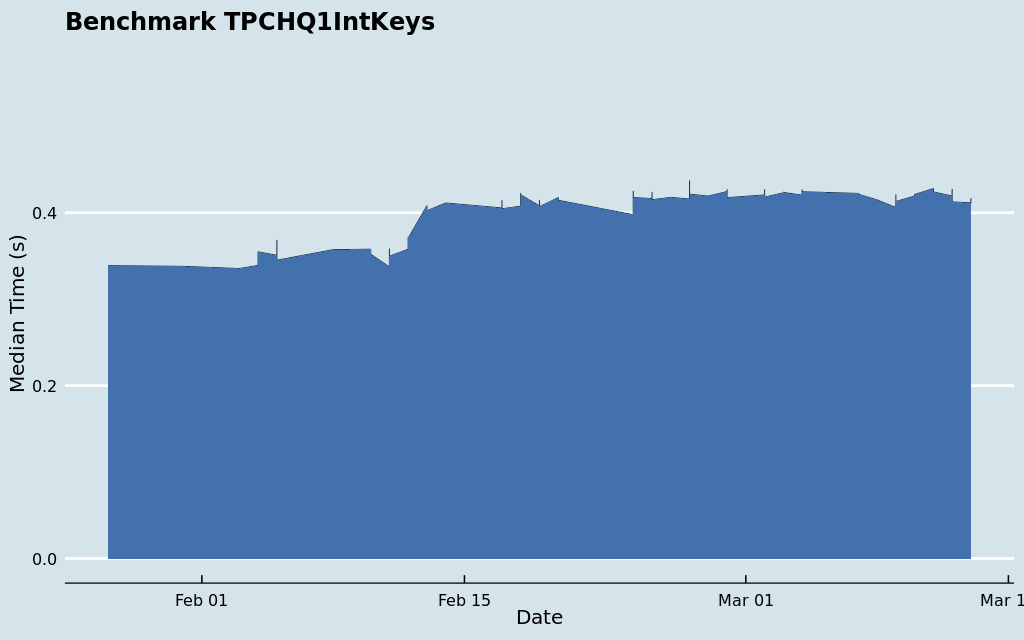 Benchmark TPCHQ1IntKeys
Median Time (s)
0.4
0.2
0.0
Feb 01
Feb 15
Mar 01
Mar 1
Date